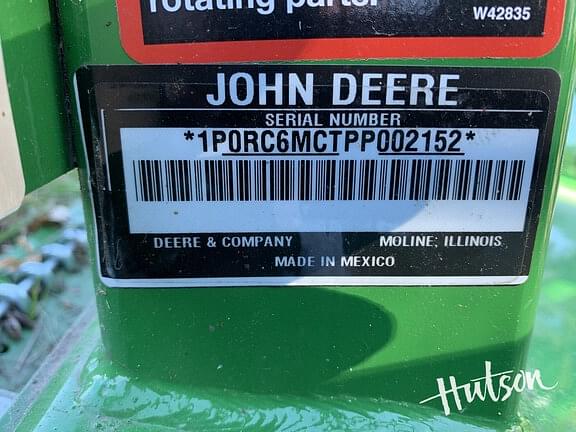 rotating parts.
W42835
JOHN DEERE
SERIAL NUMBER
*1P0RC6MCTPP002152*
DEERE & COMPANY MOLINE, ILLINOIS
MADE IN MEXICO
Hutson